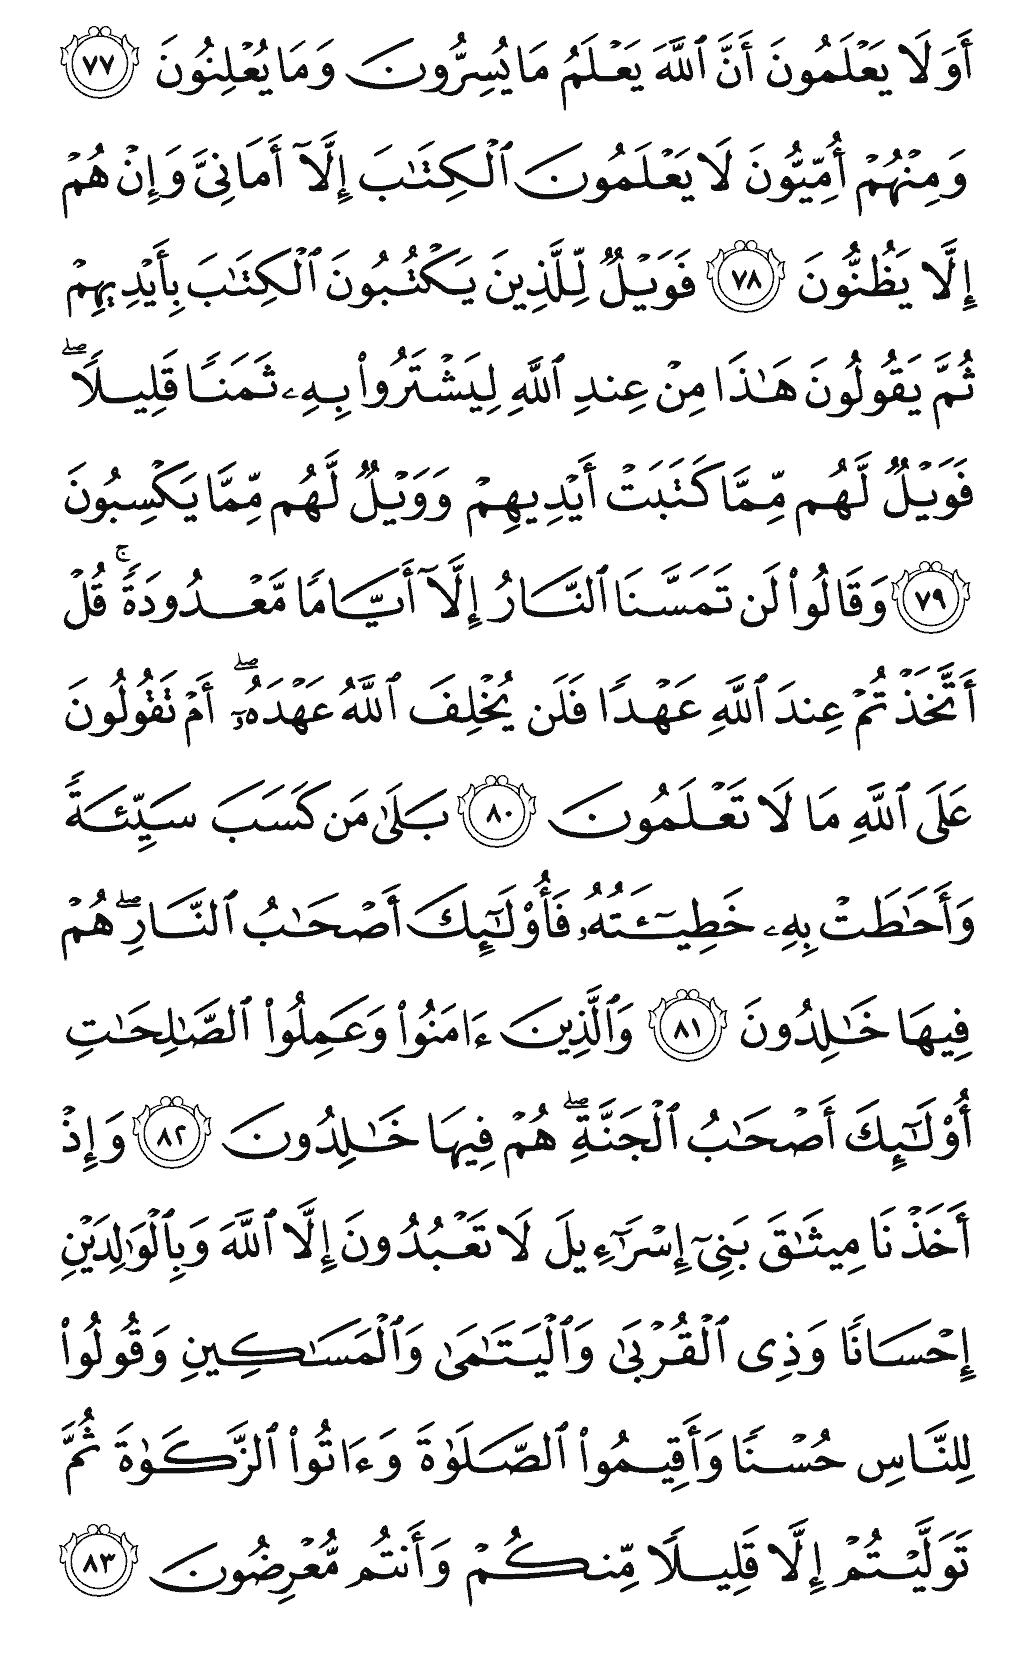 أَوَلَا يَعْلَمُونَ أَنَّ ٱللَّهَ يَعْلَمُ مَا يُسِرُّونَ وَمَا يُعْلِنُونَ ٧٧
وَمِنْهُمْ أُمِّيُّونَ لَا يَعْلَمُونَ ٱلْكِتَٰبَ إِلَّآ أَمَانِىَّ وَإِنْ هُمْ
إِلَّا يَظُنُّونَ ٧٨ فَوَيْلٌ لِّلَّذِينَ يَكْتُبُونَ ٱلْكِتَٰبَ بِأَيْدِيهِمْ
ثُمَّ يَقُولُونَ هَٰذَا مِنْ عِندِ ٱللَّهِ لِيَشْتَرُوا۟ بِهِۦ ثَمَنًا قَلِيلًا ۖ
فَوَيْلٌ لَّهُم مِّمَّا كَتَبَتْ أَيْدِيهِمْ وَوَيْلٌ لَّهُم مِّمَّا يَكْسِبُونَ
٧٩ وَقَالُوا۟ لَن تَمَسَّنَا ٱلنَّارُ إِلَّآ أَيَّامًا مَّعْدُودَةً ۚ قُلْ
أَتَّخَذْتُمْ عِندَ ٱللَّهِ عَهْدًا فَلَن يُخْلِفَ ٱللَّهُ عَهْدَهُۥٓ ۖ أَمْ تَقُولُونَ
عَلَى ٱللَّهِ مَا لَا تَعْلَمُونَ ٨٠ بَلَىٰ مَن كَسَبَ سَيِّئَةً
وَأَحَٰطَتْ بِهِۦ خَطِيٓـَٔتُهُۥ فَأُو۟لَٰٓئِكَ أَصْحَٰبُ ٱلنَّارِ ۖ هُمْ
فِيهَا خَٰلِدُونَ ٨١ وَٱلَّذِينَ ءَامَنُوا۟ وَعَمِلُوا۟ ٱلصَّٰلِحَٰتِ
أُو۟لَٰٓئِكَ أَصْحَٰبُ ٱلْجَنَّةِ ۖ هُمْ فِيهَا خَٰلِدُونَ ٨٢ وَإِذْ
أَخَذْنَا مِيثَٰقَ بَنِىٓ إِسْرَٰٓءِيلَ لَا تَعْبُدُونَ إِلَّا ٱللَّهَ وَبِٱلْوَٰلِدَيْنِ
إِحْسَانًا وَذِى ٱلْقُرْبَىٰ وَٱلْيَتَٰمَىٰ وَٱلْمَسَٰكِينِ وَقُولُوا۟
لِلنَّاسِ حُسْنًا وَأَقِيمُوا۟ ٱلصَّلَوٰةَ وَءَاتُوا۟ ٱلزَّكَوٰةَ ثُمَّ
تَوَلَّيْتُمْ إِلَّا قَلِيلًا مِّنكُمْ وَأَنتُم مُّعْرِضُونَ ٨٣